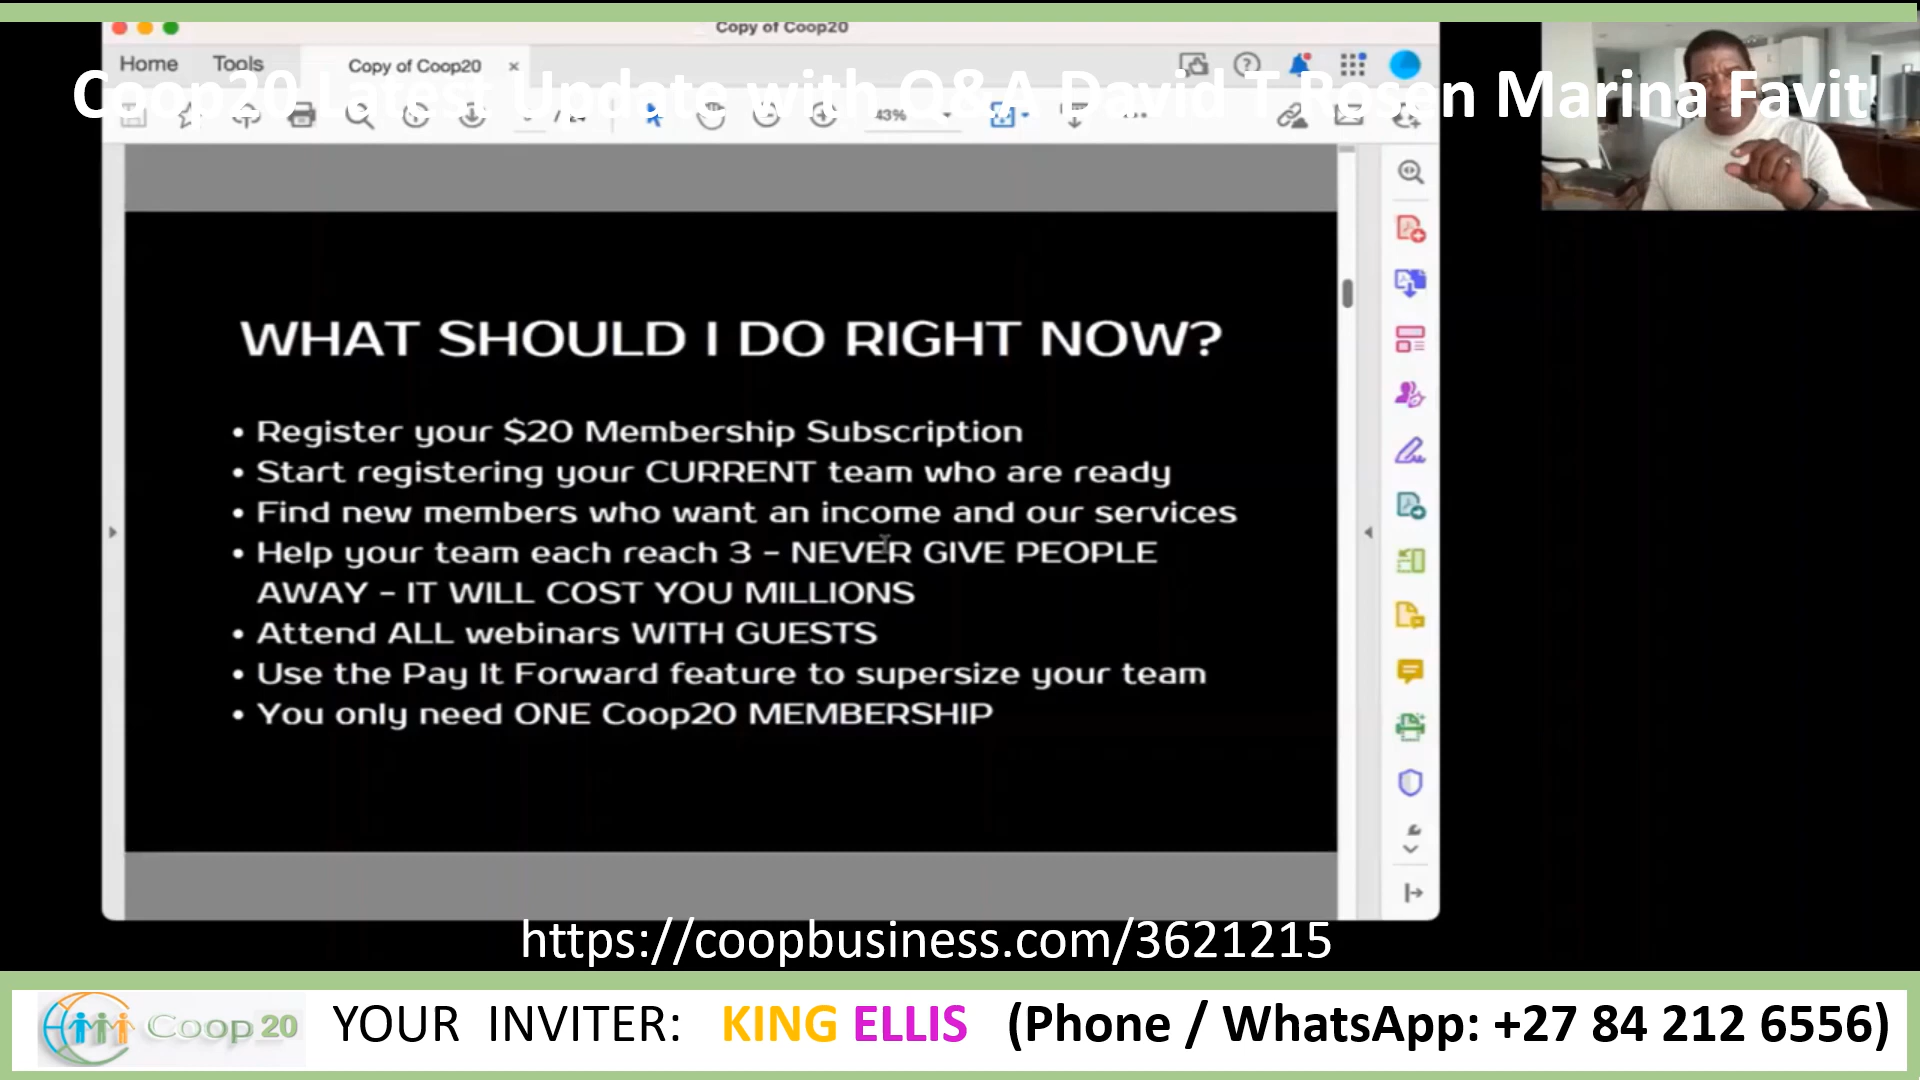 Copy of Coop20
Home Tools Copy of Coop20 ×
Coop20 Latest Update with Q&A David T Rosen Marina Favit
43%
WHAT SHOULD I DO RIGHT NOW?
• Register your $20 Membership Subscription
• Start registering your CURRENT team who are ready
• Find new members who want an income and our services
• Help your team each reach 3 – NEVER GIVE PEOPLE
AWAY – IT WILL COST YOU MILLIONS
• Attend ALL webinars WITH GUESTS
• Use the Pay It Forward feature to supersize your team
• You only need ONE Coop20 MEMBERSHIP
https://coopbusiness.com/3621215
Coop 20 YOUR INVITER: KING ELLIS (Phone / WhatsApp: +27 84 212 6556)